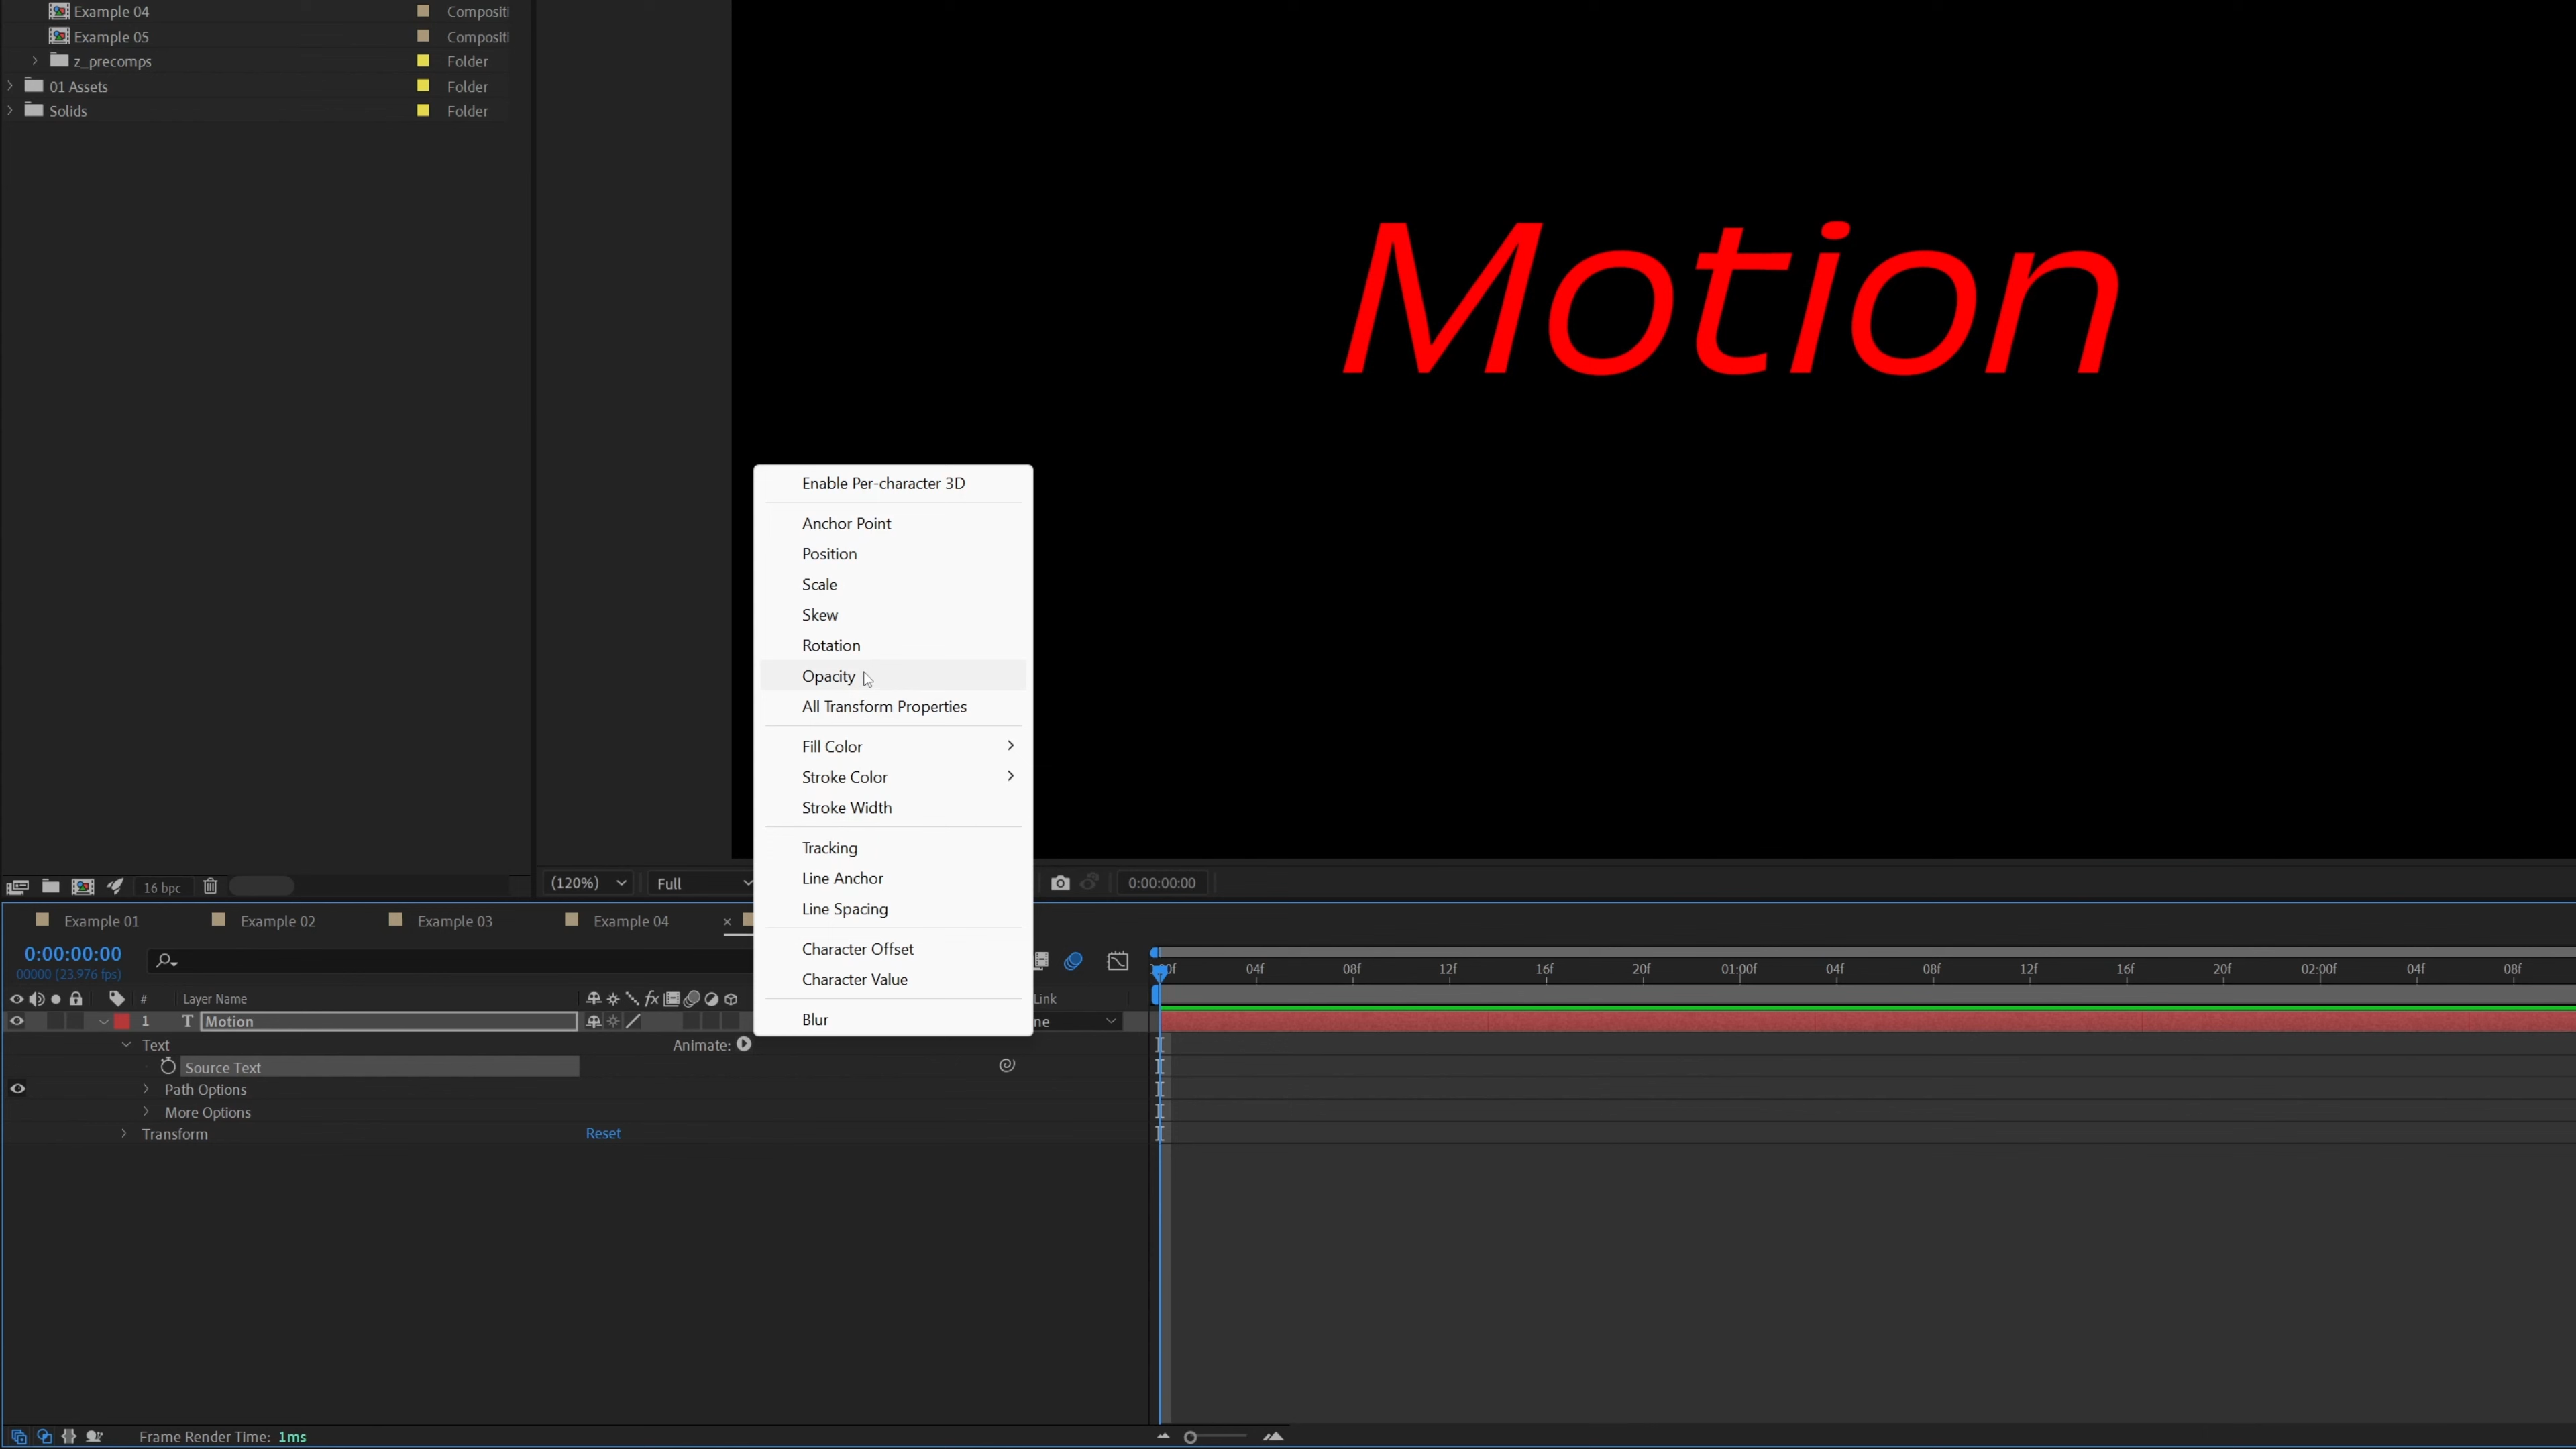 Example 04 Compositi
Example 05 Compositi
z_precomps Folder
01 Assets Folder
Solids Folder
Motion
Enable Per-character 3D
Anchor Point
Position
Scale
Skew
Rotation
Opacity
All Transform Properties
Fill Color
Stroke Color
Stroke Width
Tracking
Line Anchor
Line Spacing
Character Offset
Character Value
Blur
16 bpc
(120%) Full 0:00:00:00
Example 01 Example 02 Example 03 Example 04
0:00:00:00
00000 (23.976 fps)
04f 08f 12f 16f 20f 01:00f 04f 08f 12f 16f 20f 02:00f 04f 08f
# Layer Name fx Link
1 T Motion ne
Text Animate:
Source Text
Path Options
More Options
Transform Reset
Frame Render Time: 1ms